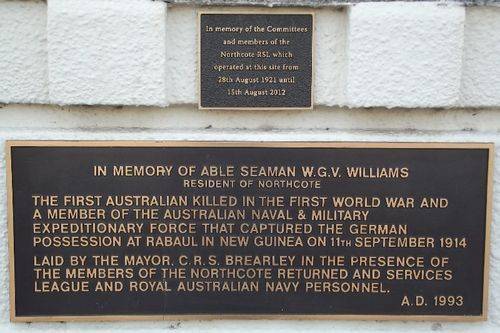 In memory of the Committees
and members of the
Northcote RSL which
operated at this site from
28th August 1921 until
15th August 2012
IN MEMORY OF ABLE SEAMAN W.G.V. WILLIAMS
RESIDENT OF NORTHCOTE
THE FIRST AUSTRALIAN KILLED IN THE FIRST WORLD WAR AND
A MEMBER OF THE AUSTRALIAN NAVAL & MILITARY
EXPEDITIONARY FORCE THAT CAPTURED THE GERMAN
POSSESSION AT RABAUL IN NEW GUINEA ON 11TH SEPTEMBER 1914
LAID BY THE MAYOR, C.R.S. BREARLEY IN THE PRESENCE OF
THE MEMBERS OF THE NORTHCOTE RETURNED AND SERVICES
LEAGUE AND ROYAL AUSTRALIAN NAVY PERSONNEL.
A.D. 1993